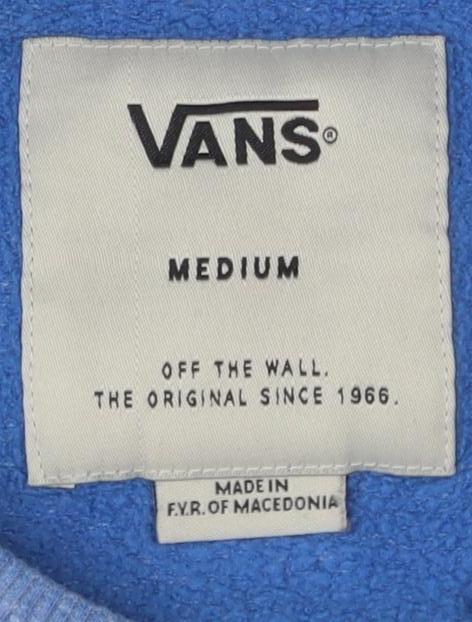 VANS®
MEDIUM
OFF THE WALL.
THE ORIGINAL SINCE 1966.
MADE IN
F.Y.R. OF MACEDONIA